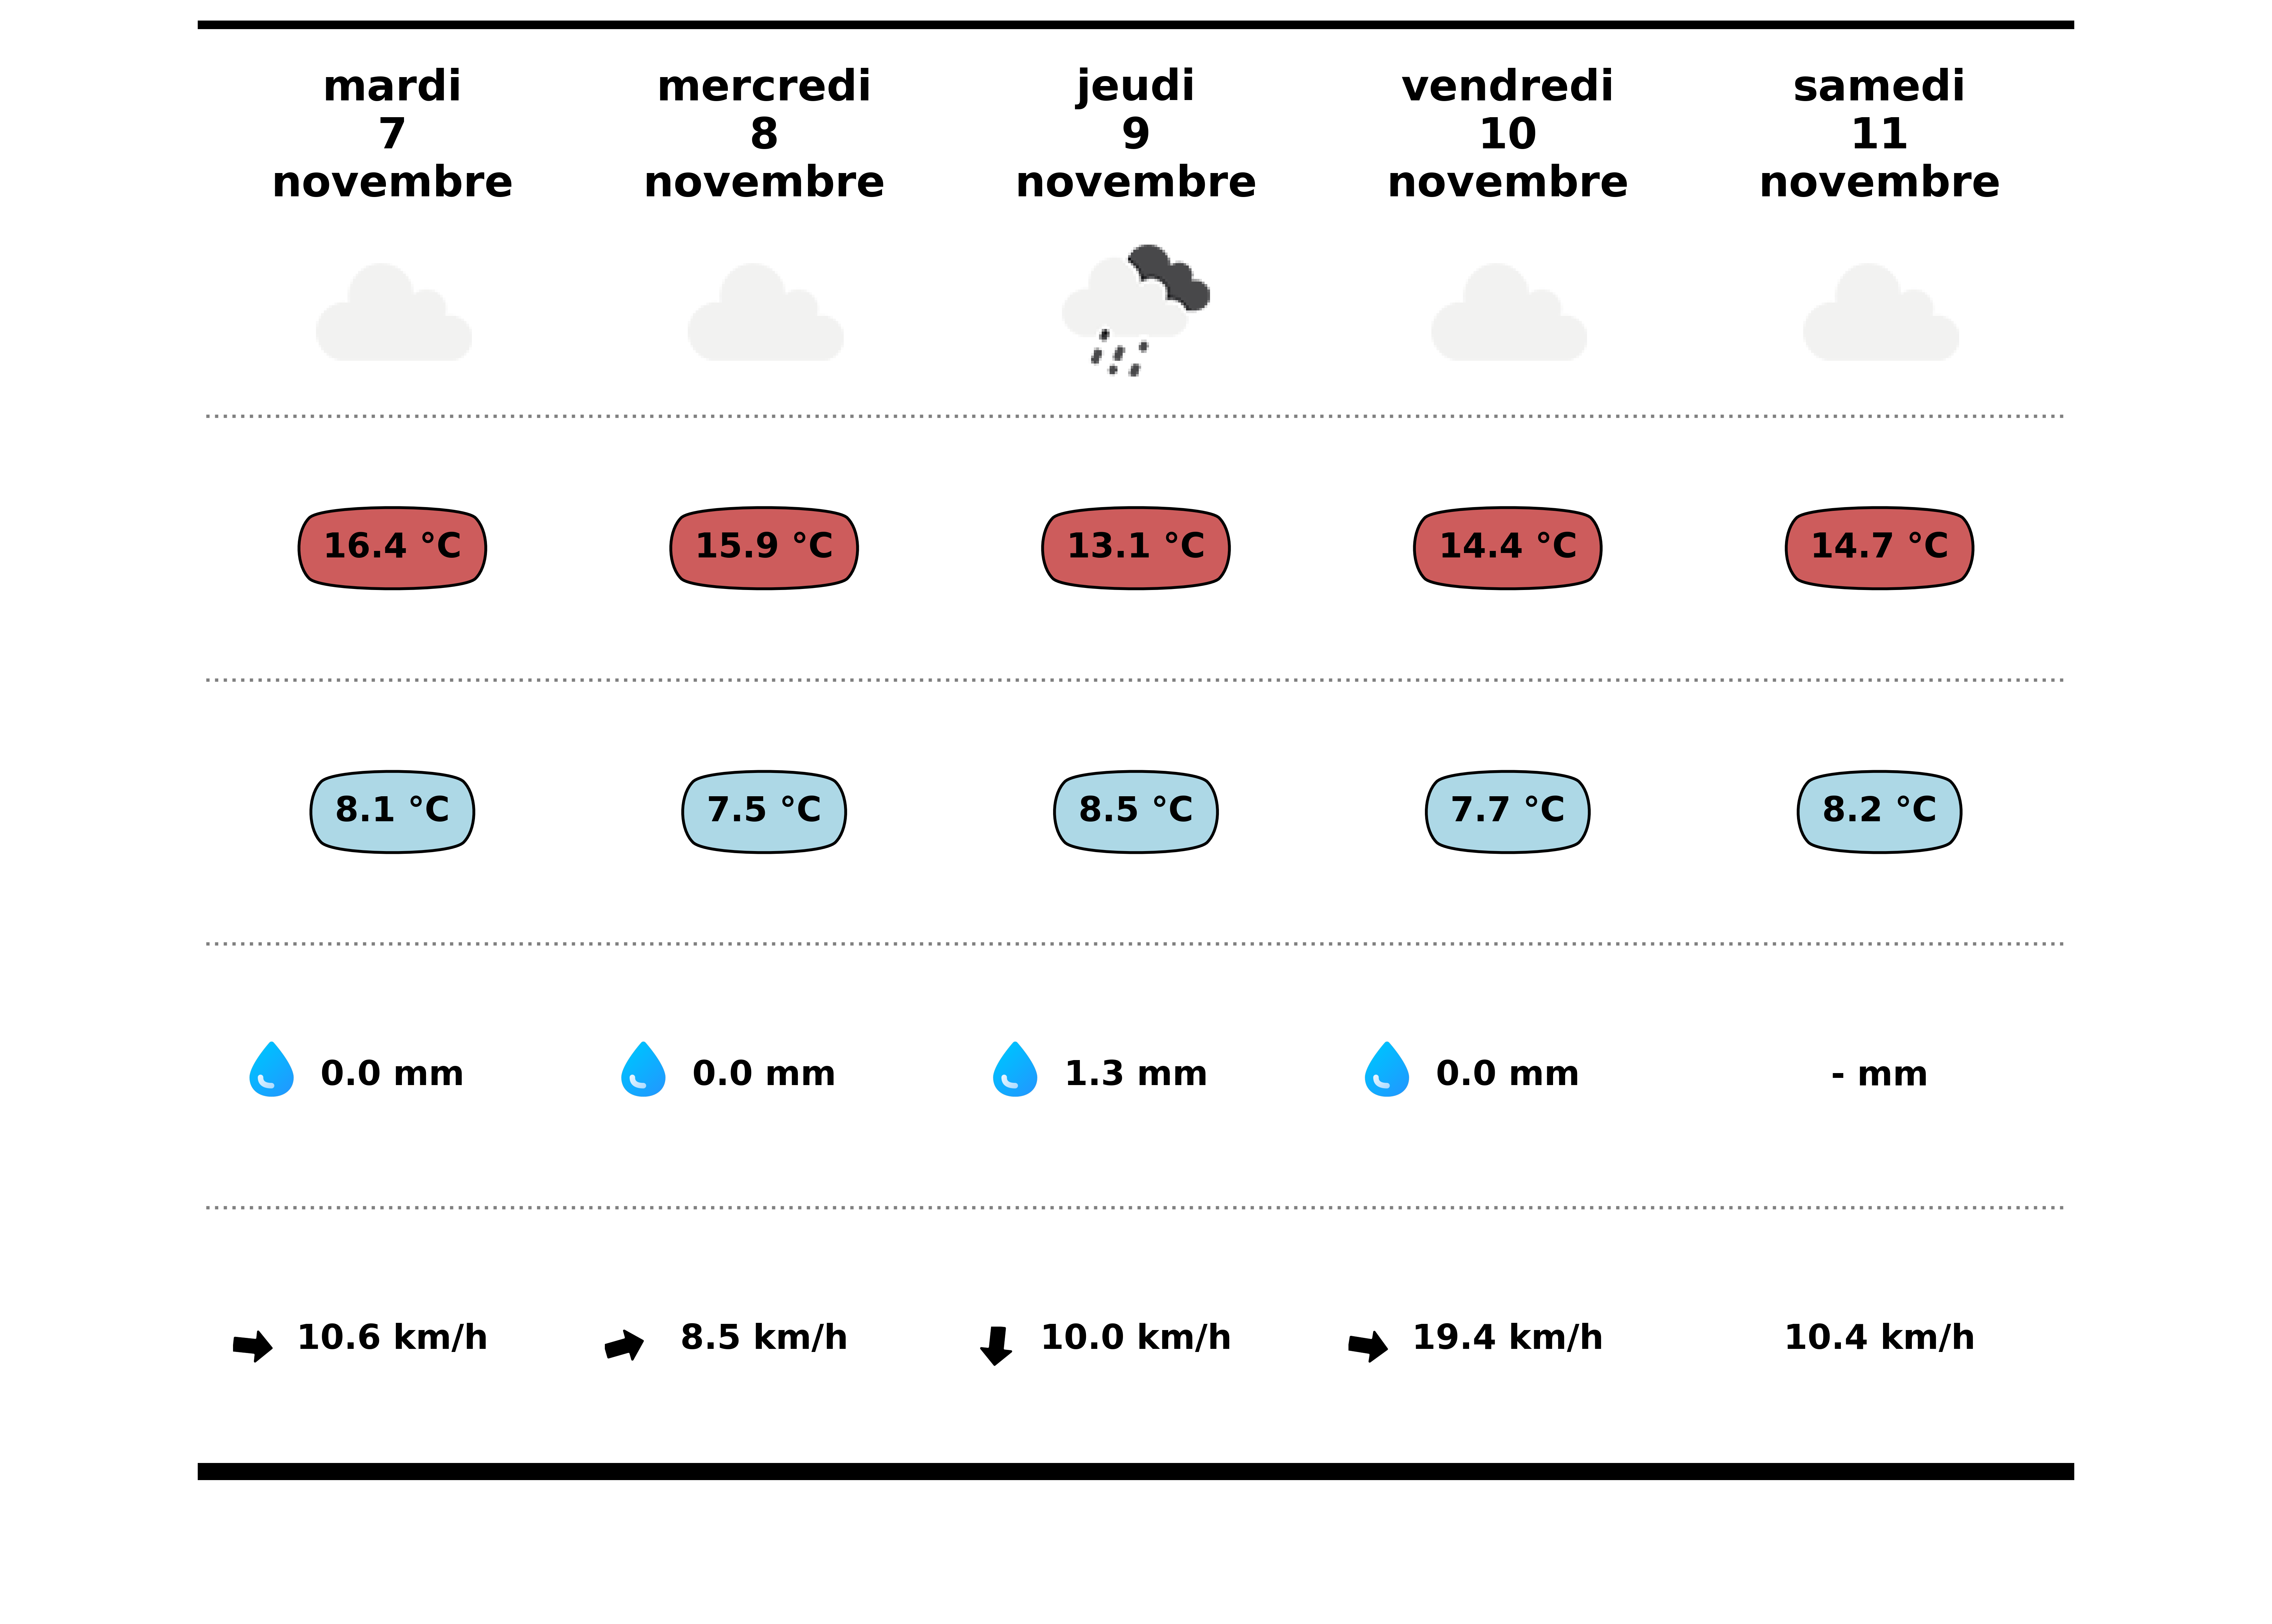 mardi
7
novembre
mercredi
8
novembre
jeudi
9
novembre
vendredi
10
novembre
samedi
11
novembre
16.4 °C
15.9 °C
13.1 °C
14.4 °C
14.7 °C
8.1 °C
7.5 °C
8.5 °C
7.7 °C
8.2 °C
0.0 mm
0.0 mm
1.3 mm
0.0 mm
- mm
10.6 km/h
8.5 km/h
10.0 km/h
19.4 km/h
10.4 km/h